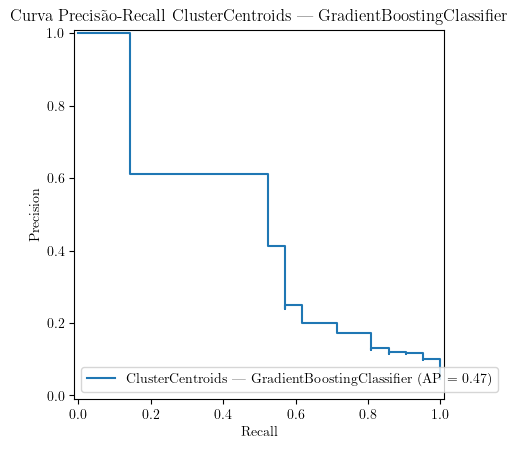 Curva Precisão-Recall ClusterCentroids — GradientBoostingClassifier
1.0
0.8
0.6
0.4
0.2
0.0
Precision
ClusterCentroids — GradientBoostingClassifier (AP = 0.47)
0.0 0.2 0.4 0.6 0.8 1.0
Recall